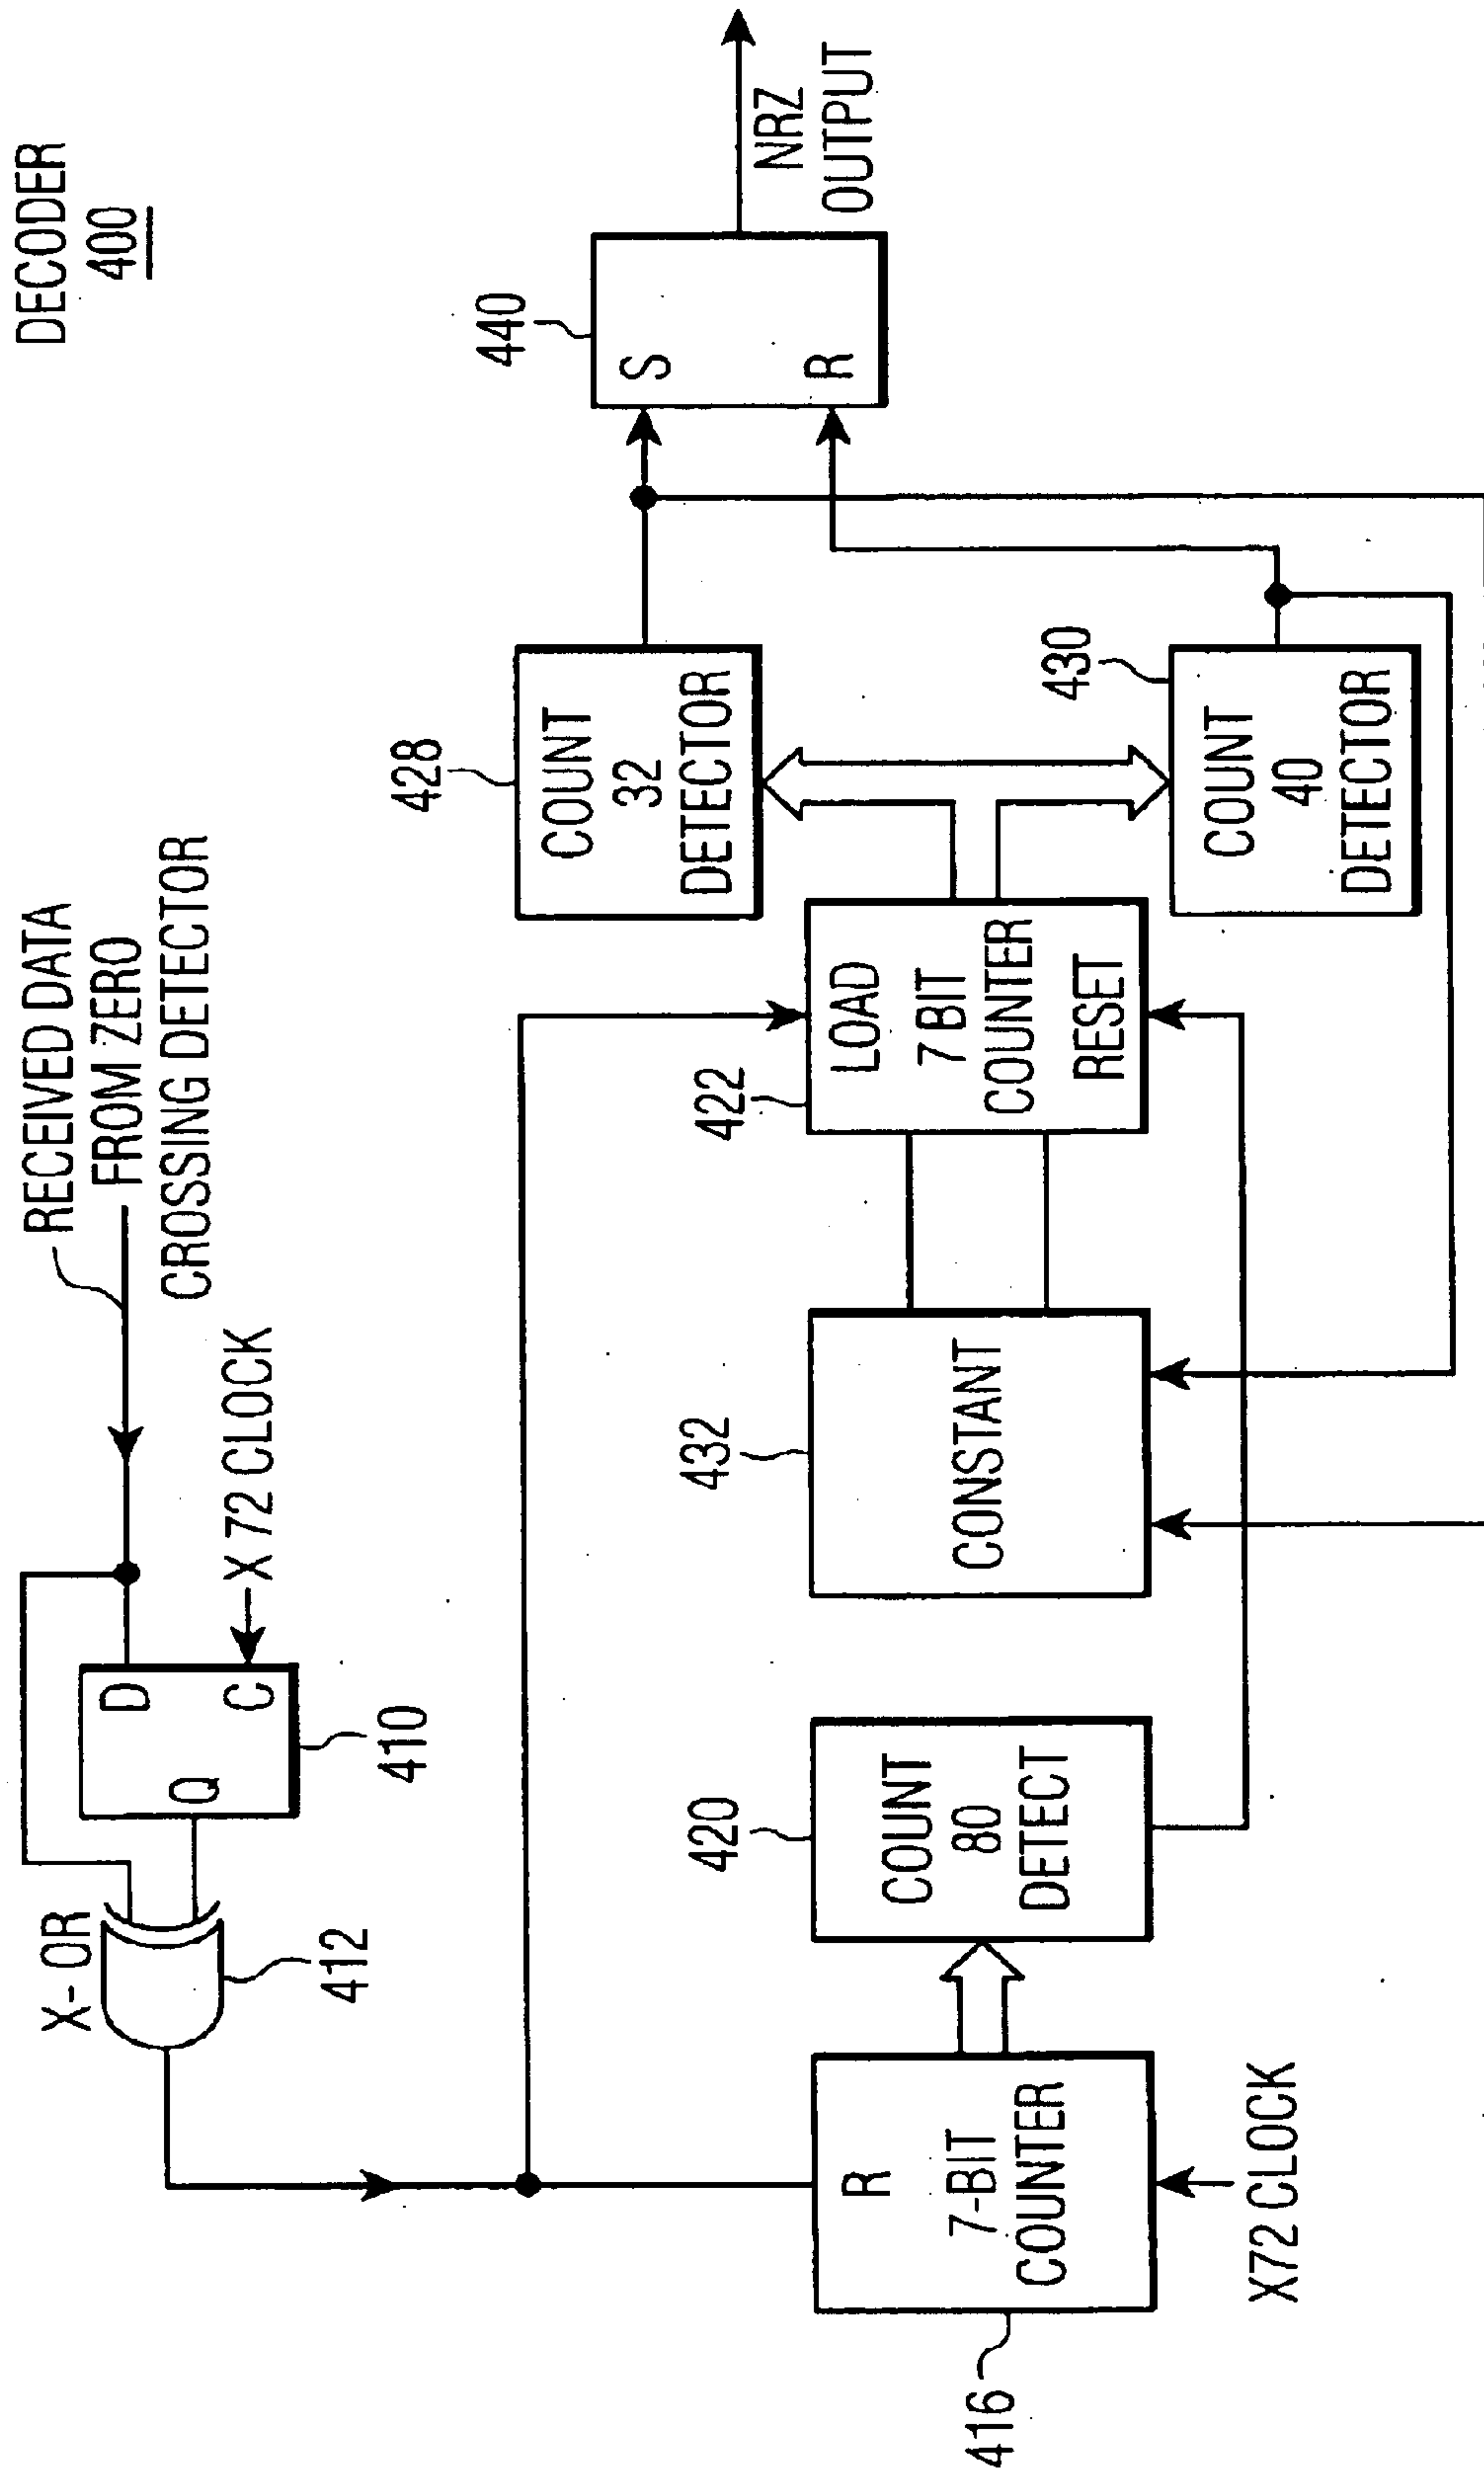 DECODER
400
RECEIVED DATA
FROM ZERO
CROSSING DETECTOR
X- OR
412
Q
D
C
410
X 72 CLOCK
428
COUNT
32
DETECTOR
440
S
R
NRZ
OUTPUT
416
R
7-BIT
COUNTER
X72 CLOCK
420
COUNT
80
DETECT
432
CONSTANT
422
LOAD
7 BIT
COUNTER
RESET
430
COUNT
40
DETECTOR